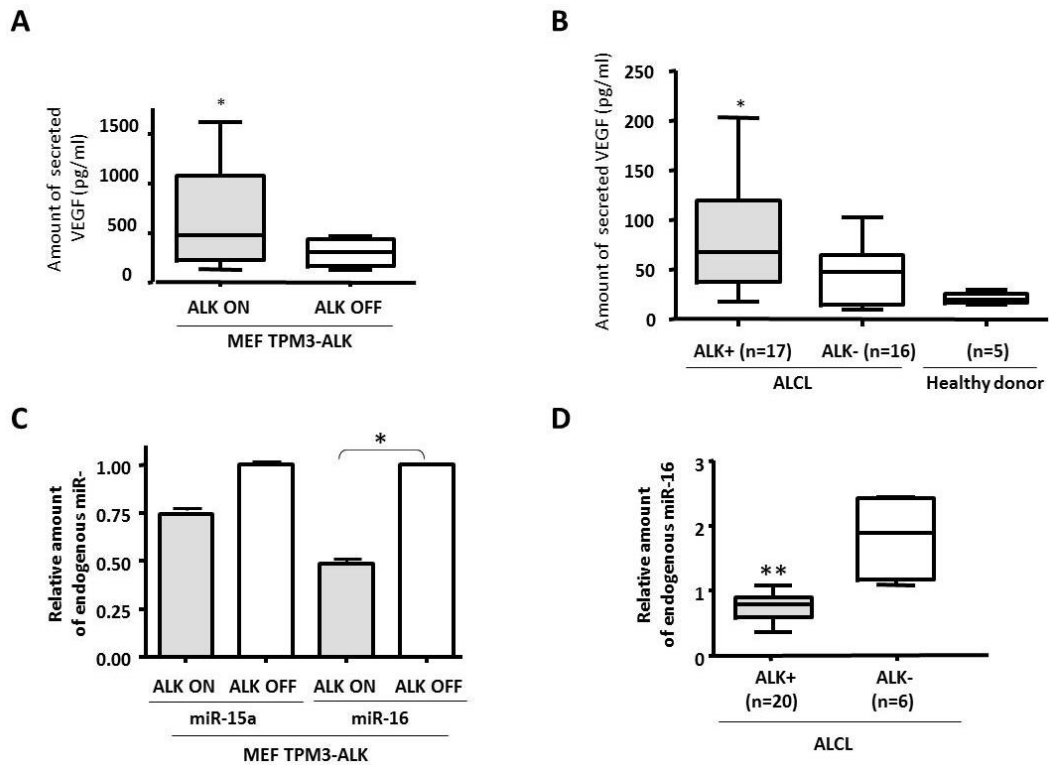 A
Amount of secreted
VEGF (pg/ml)
1500
1000
500
0
*
ALK ON ALK OFF
MEF TPM3-ALK
B
Amount of secreted VEGF (pg/ml)
250
200
150
100
50
0
*
ALK+ (n=17) ALK- (n=16) (n=5)
ALCL Healthy donor
C
Relative amount
of endogenous miR-
1.00
0.75
0.50
0.25
0.00
*
ALK ON ALK OFF ALK ON ALK OFF
miR-15a miR-16
MEF TPM3-ALK
D
Relative amount
of endogenous miR-16
3
2
1
0
**
ALK+ ALK-
(n=20) (n=6)
ALCL